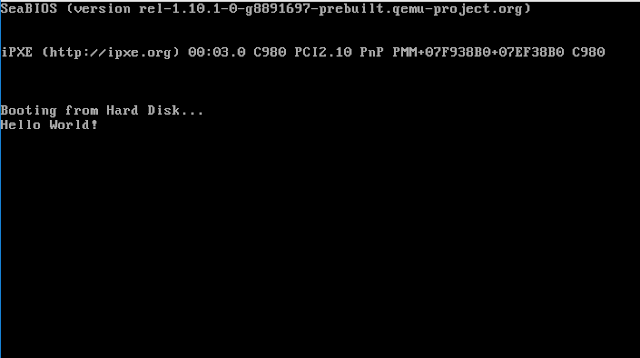 SeaBIOS (version rel-1.10.1-0-g8891697-prebuilt.qemu-project.org)
iPXE (http://ipxe.org) 00:03.0 C980 PCI2.10 PnP PMM+07F938B0+07EF38B0 C980
Booting from Hard Disk...
Hello World!